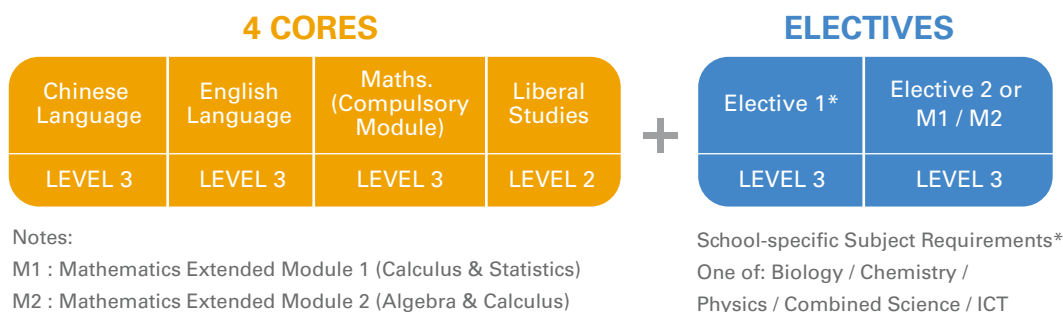 4 CORES
Chinese
Language
English
Language
Maths.
(Compulsory
Module)
Liberal
Studies
LEVEL 3
LEVEL 3
LEVEL 3
LEVEL 2
+
ELECTIVES
Elective 1*
Elective 2 or
M1 / M2
LEVEL 3
LEVEL 3
Notes:
M1 : Mathematics Extended Module 1 (Calculus & Statistics)
M2 : Mathematics Extended Module 2 (Algebra & Calculus)
School-specific Subject Requirements*
One of: Biology / Chemistry /
Physics / Combined Science / ICT